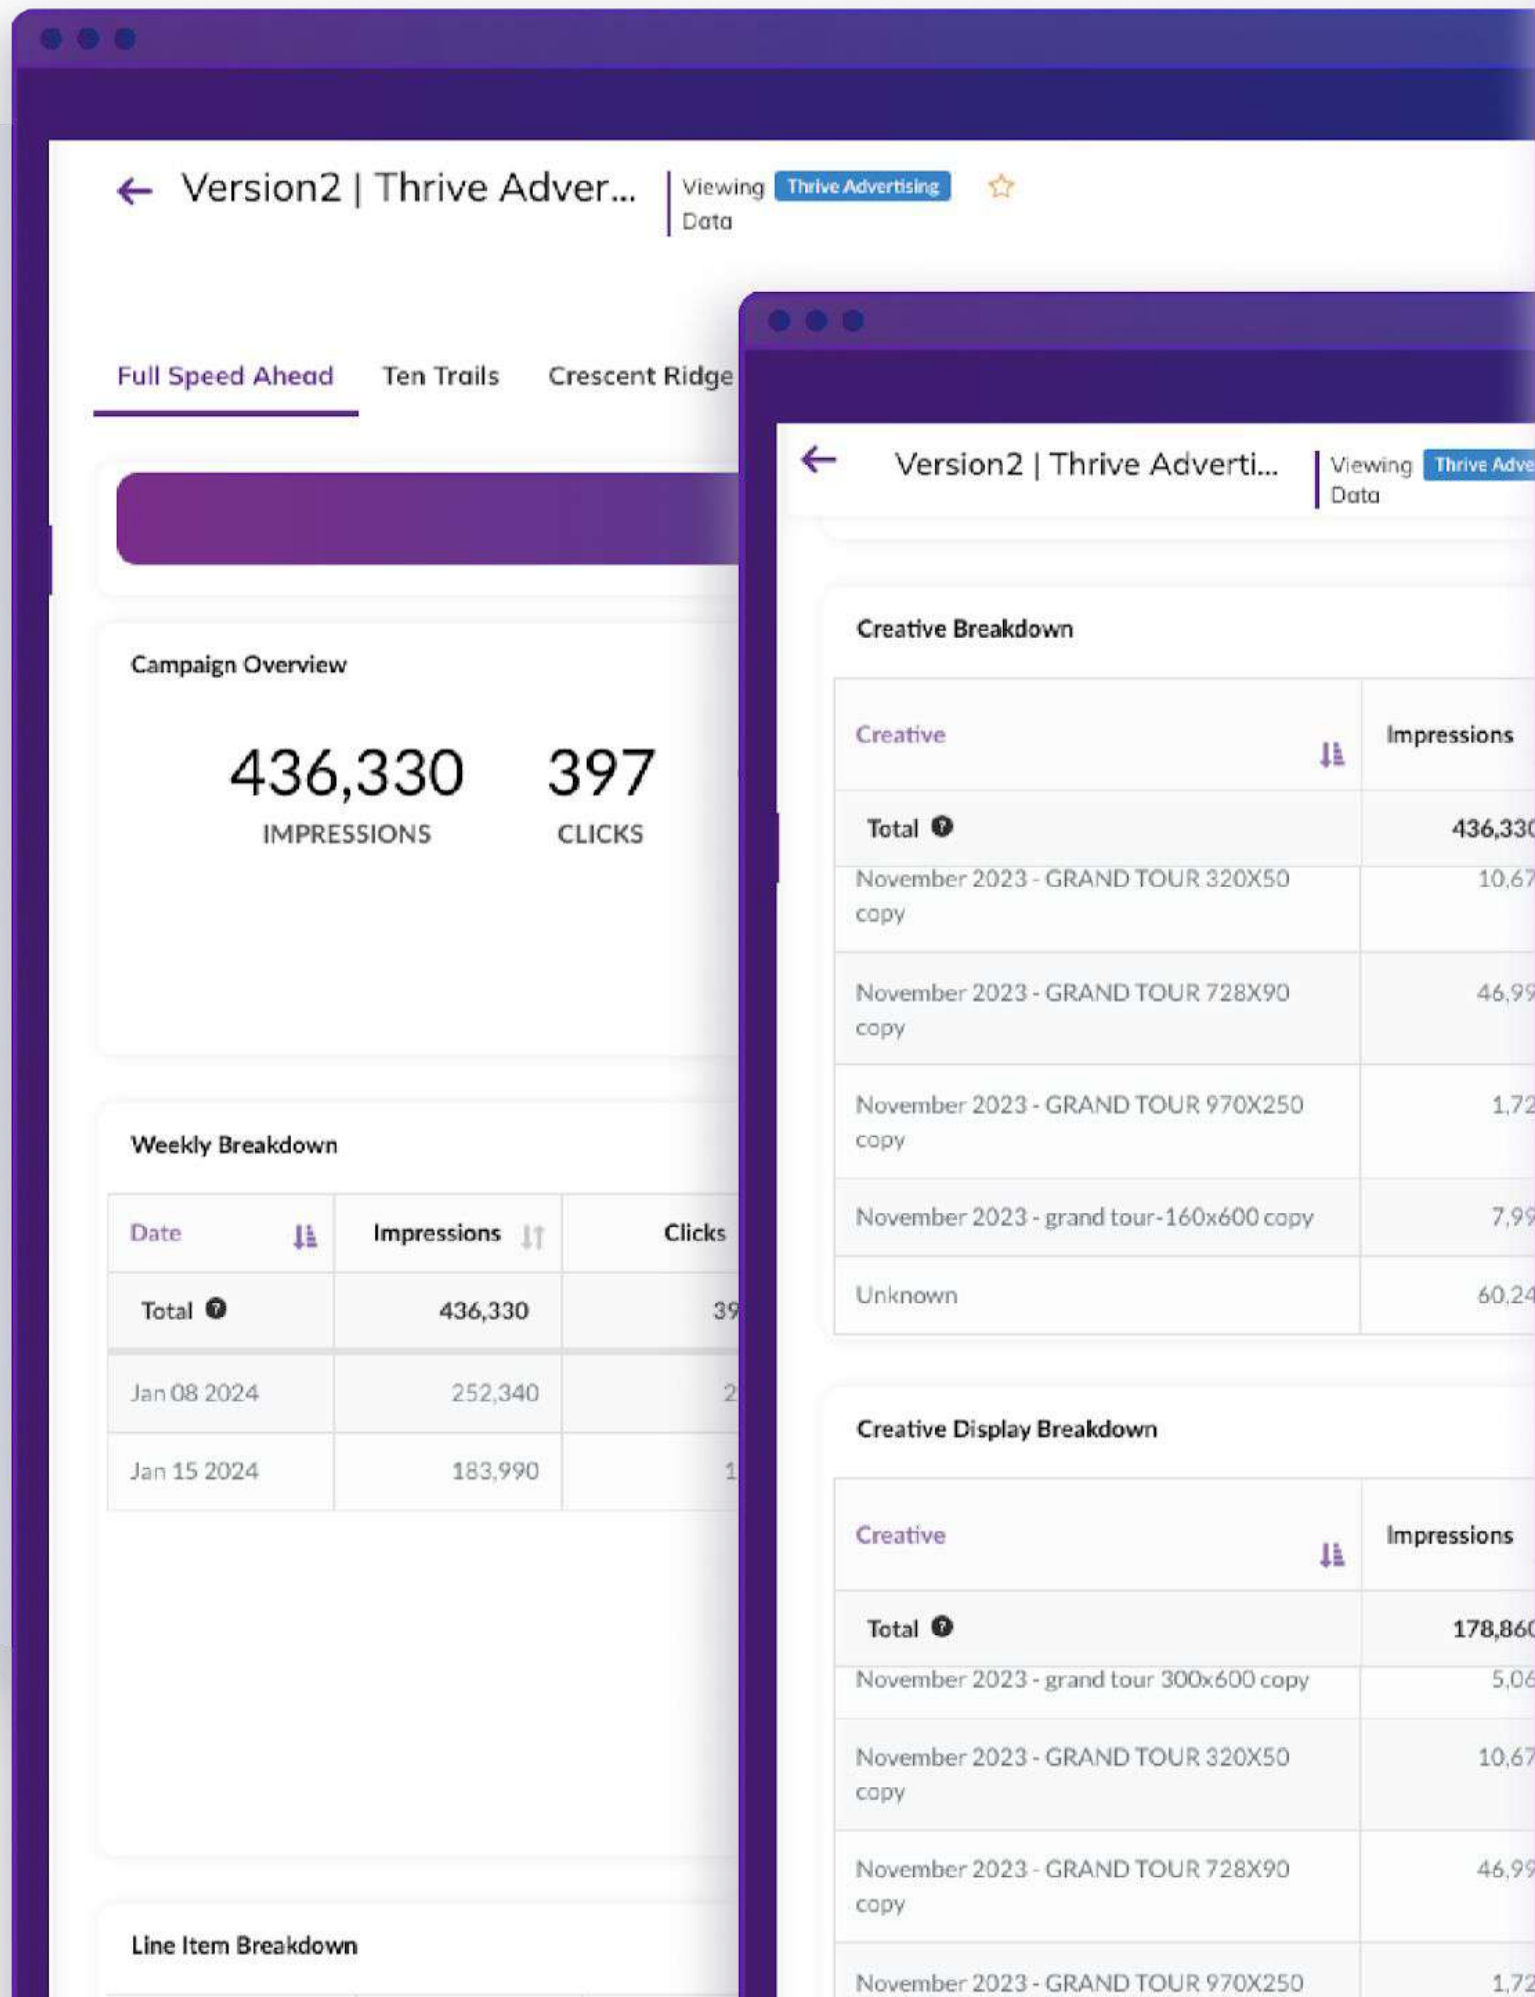 ← Version2 | Thrive Adver...
Viewing Thrive Advertising
Data
Full Speed Ahead Ten Trails Crescent Ridge
Campaign Overview
436,330 397
IMPRESSIONS CLICKS
Weekly Breakdown
Date Impressions Clicks
Total 436,330
Jan 08 2024 252,340
Jan 15 2024 183,990
Line Item Breakdown
← Version2 | Thrive Adverti...
Viewing Thrive
Data
Creative Breakdown
Creative Impressions
Total 436,330
November 2023 - GRAND TOUR 320X50
copy
November 2023 - GRAND TOUR 728X90
copy
November 2023 - GRAND TOUR 970X250
copy
November 2023 - grand tour-160x600 copy
Unknown
Creative Display Breakdown
Creative Impressions
Total 178,860
November 2023 - grand tour 300x600 copy
November 2023 - GRAND TOUR 320X50
copy
November 2023 - GRAND TOUR 728X90
copy
November 2023 - GRAND TOUR 970X250